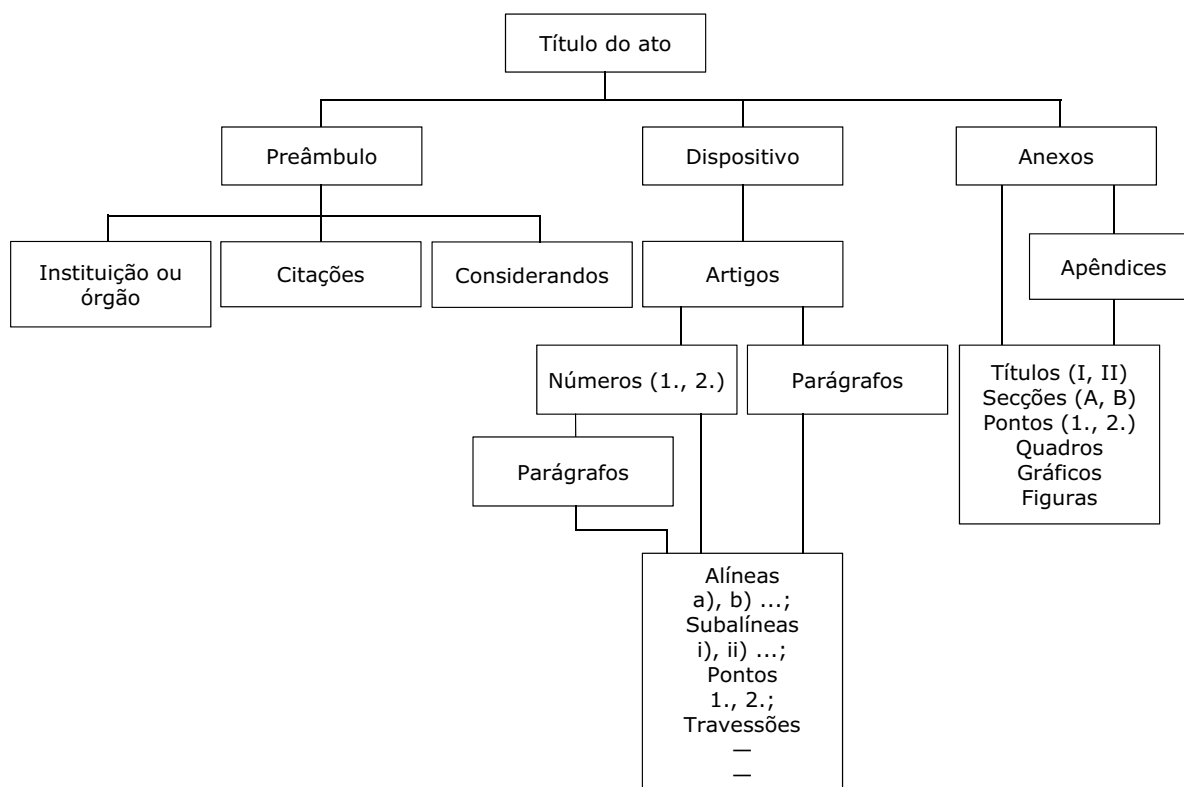 Título do ato
Preâmbulo
Dispositivo
Anexos
Instituição ou
órgão
Citações
Considerandos
Artigos
Apêndices
Números (1., 2.)
Parágrafos
Títulos (I, II)
Secções (A, B)
Pontos (1., 2.)
Quadros
Gráficos
Figuras
Parágrafos
Alíneas
a), b) ...;
Subalíneas
i), ii) ...;
Pontos
1., 2.;
Travessões
—
—